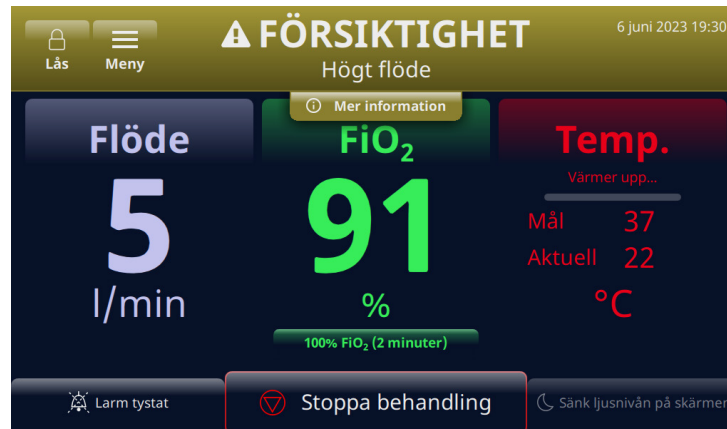 FÖRSIKTIGHET
6 juni 2023 19:30
Lås
Meny
Högt flöde
Mer information
Flöde
5
l/min
FiO₂
91
%
100% FiO₂ (2 minuter)
Temp.
Värmer upp...
Mål 37
Aktuell 22
°C
Larm tystat
Stoppa behandling
Sänk ljusnivån på skärmen